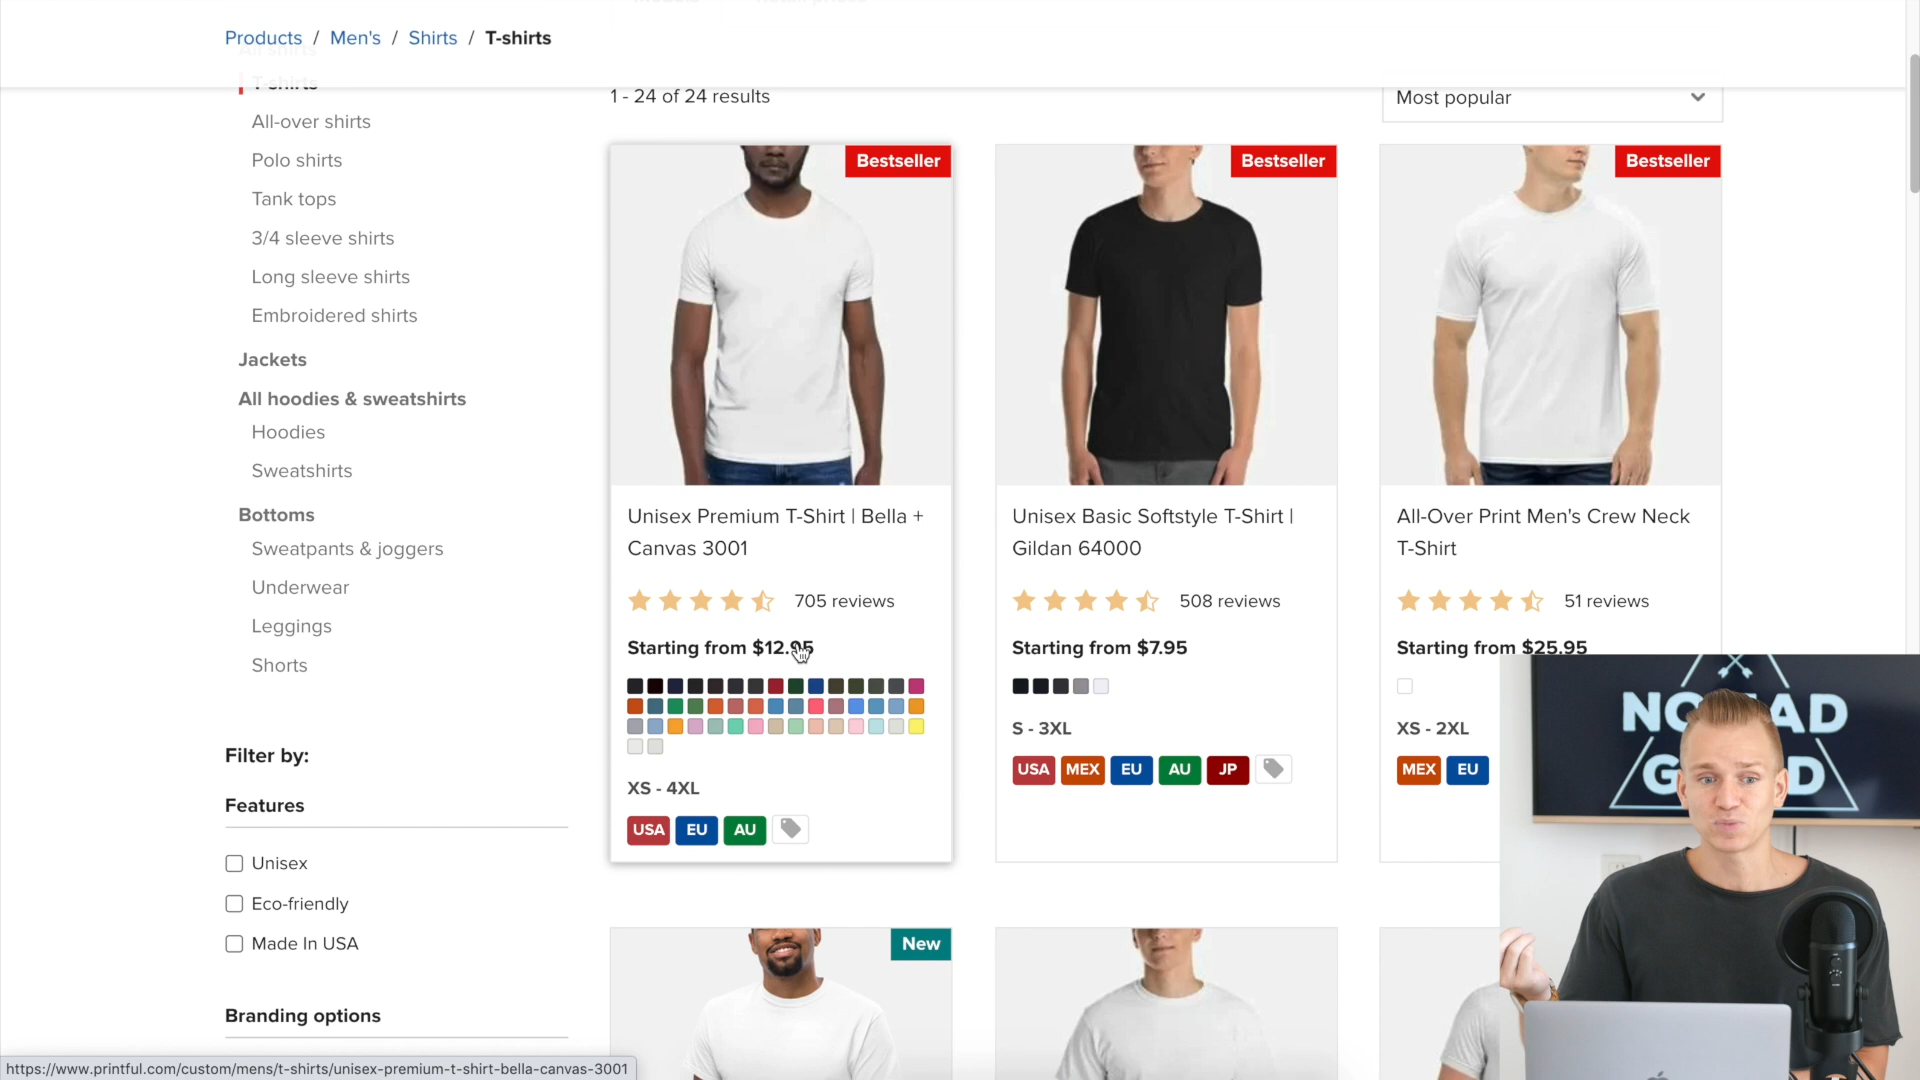 Products / Men's / Shirts / T-shirts
T-shirts
All-over shirts
Polo shirts
Tank tops
3/4 sleeve shirts
Long sleeve shirts
Embroidered shirts
Jackets
All hoodies & sweatshirts
Hoodies
Sweatshirts
Bottoms
Sweatpants & joggers
Underwear
Leggings
Shorts
Filter by:
Features
Unisex
Eco-friendly
Made In USA
Branding options
1 - 24 of 24 results
Most popular
Bestseller
Unisex Premium T-Shirt | Bella +
Canvas 3001
705 reviews
Starting from $12.95
XS - 4XL
USA EU AU
Bestseller
Unisex Basic Softstyle T-Shirt |
Gildan 64000
508 reviews
Starting from $7.95
S - 3XL
USA MEX EU AU JP
Bestseller
All-Over Print Men's Crew Neck
T-Shirt
51 reviews
Starting from $25.95
XS - 2XL
MEX EU
New
https://www.printful.com/custom/mens/t-shirts/unisex-premium-t-shirt-bella-canvas-3001